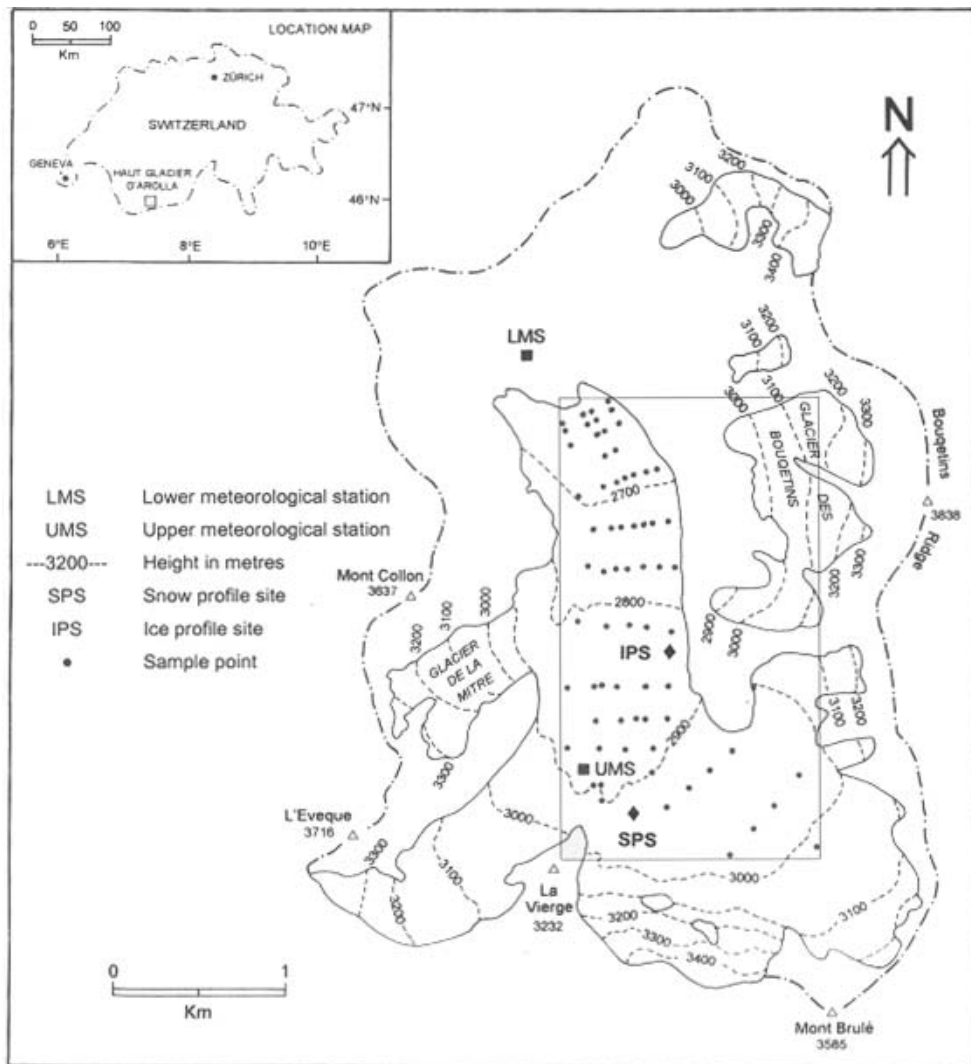 0 50 100
Km
LOCATION MAP
ZÜRICH
SWITZERLAND
47°N
GENEVA
HAUT GLACIER
D'AROLLA
46°N
6°E
8°E
10°E
N
3200
3100
3000
3300
3400
LMS
3200
3100
3100
3000
3200
3300
GLACIER
DES
BOUQETINS
Bouqetins
Ridge
3838
2700
LMS Lower meteorological station
UMS Upper meteorological station
---3200--- Height in metres
SPS Snow profile site
IPS Ice profile site
Sample point
Mont Collon
3637
3200
3100
3000
GLACIER
DE LA
MITRE
3300
2800
IPS
2900
3000
3200
3300
3100
3200
2900
UMS
SPS
L'Eveque
3716
3000
3300
3200
3100
La
Vierge
3232
3000
3100
3200
3300
3400
0 1
Km
Mont Brulé
3585